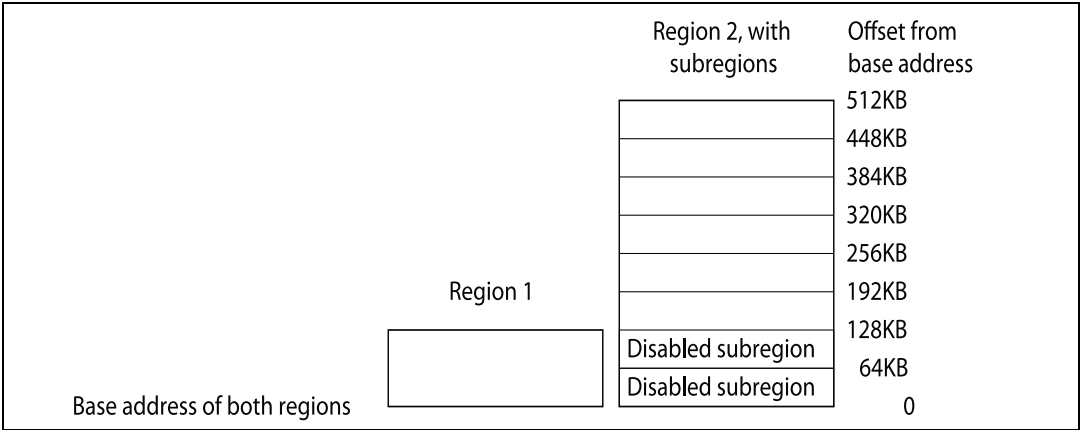 Region 2, with
subregions
Offset from
base address
512KB
448KB
384KB
320KB
256KB
Region 1
192KB
128KB
Disabled subregion
64KB
Disabled subregion
Base address of both regions
0